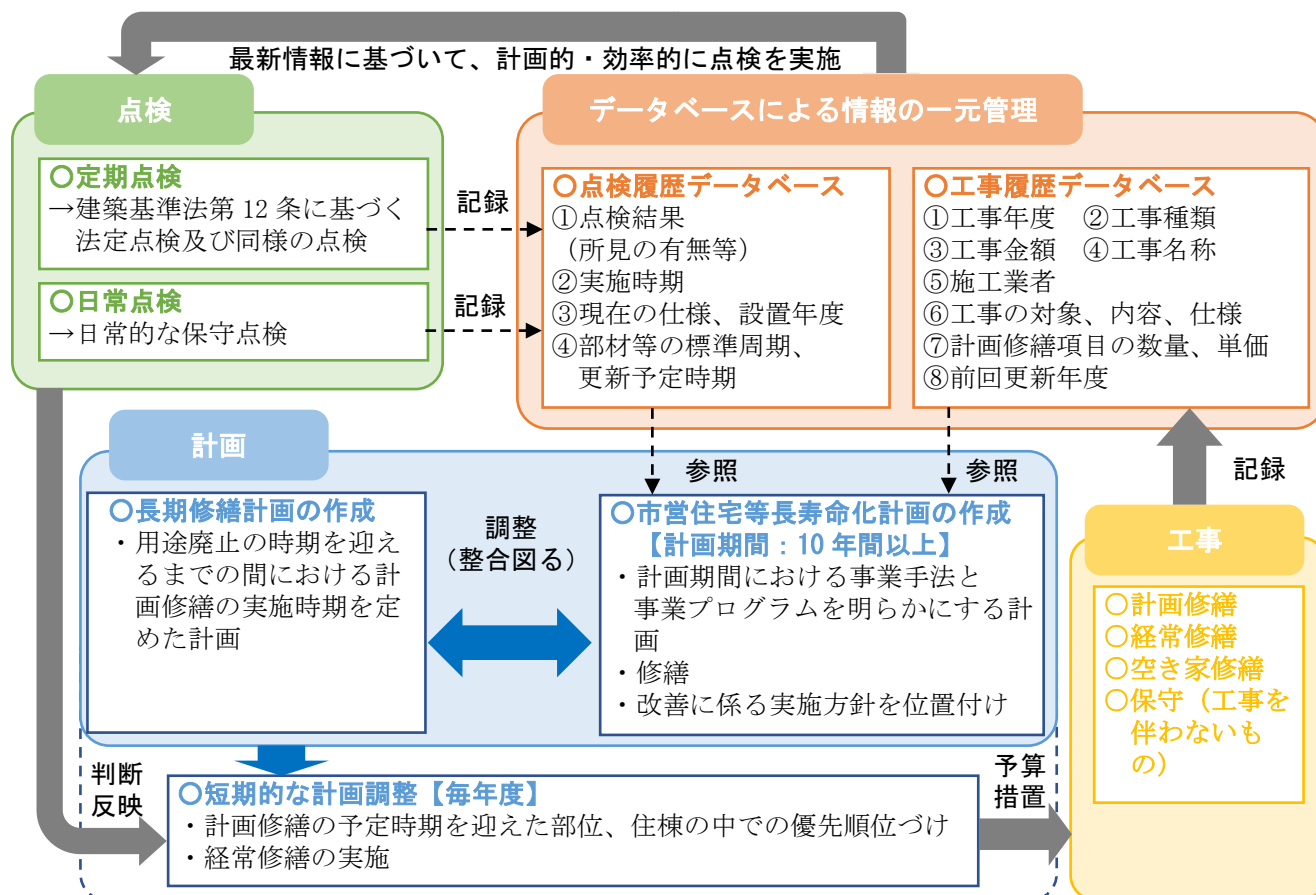 最新情報に基づいて、計画的・効率的に点検を実施
点検
○定期点検
→建築基準法第 12 条に基づく
法定点検及び同様の点検
○日常点検
→日常的な保守点検
記録
記録
データベースによる情報の一元管理
○点検履歴データベース
①点検結果
（所見の有無等）
②実施時期
③現在の仕様、設置年度
④部材等の標準周期、
更新予定時期
○工事履歴データベース
①工事年度　②工事種類
③工事金額　④工事名称
⑤施工業者
⑥工事の対象、内容、仕様
⑦計画修繕項目の数量、単価
⑧前回更新年度
参照
参照
記録
計画
○長期修繕計画の作成
・用途廃止の時期を迎え
るまでの間における計
画修繕の実施時期を定
めた計画
調整
（整合図る）
○市営住宅等長寿命化計画の作成
【計画期間：10 年間以上】
・計画期間における事業手法と
事業プログラムを明らかにする計
画
・修繕
・改善に係る実施方針を位置付け
工事
○計画修繕
○経常修繕
○空き家修繕
○保守（工事を
伴わないも
の）
判断
反映
○短期的な計画調整【毎年度】
・計画修繕の予定時期を迎えた部位、住棟の中での優先順位づけ
・経常修繕の実施
予算
措置